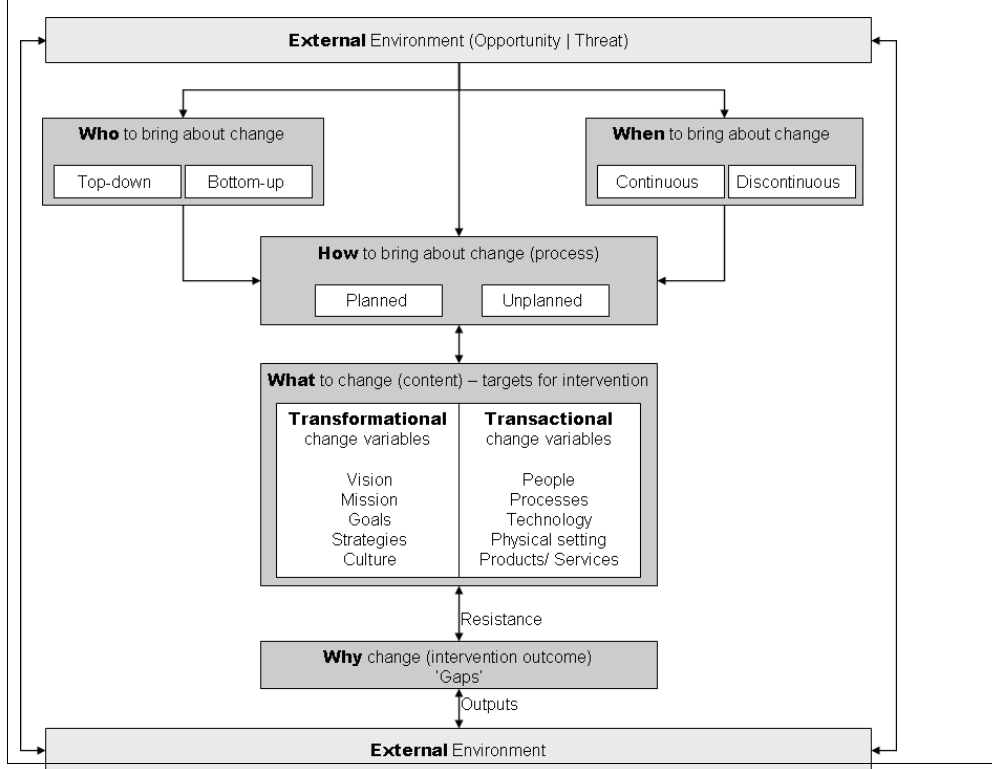 External Environment (Opportunity | Threat)
Who to bring about change
Top-down
Bottom-up
When to bring about change
Continuous
Discontinuous
How to bring about change (process)
Planned
Unplanned
What to change (content) – targets for intervention
Transformational
change variables
Vision
Mission
Goals
Strategies
Culture
Transactional
change variables
People
Processes
Technology
Physical setting
Products/ Services
Resistance
Why change (intervention outcome)
'Gaps'
Outputs
External Environment